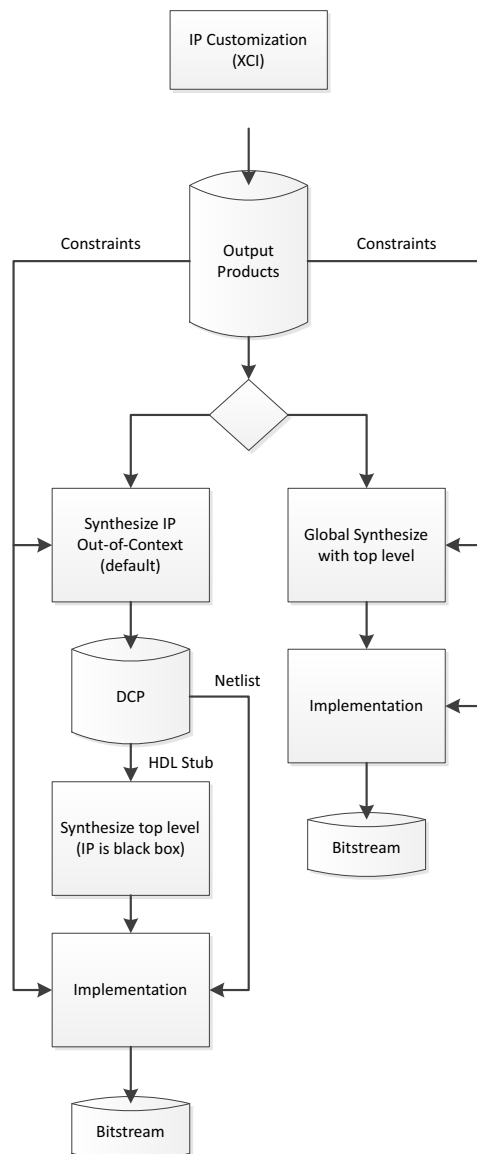 IP Customization
(XCI)
Constraints
Output
Products
Constraints
Synthesize IP
Out-of-Context
(default)
Global Synthesize
with top level
DCP
Netlist
HDL Stub
Implementation
Synthesize top level
(IP is black box)
Bitstream
Implementation
Bitstream